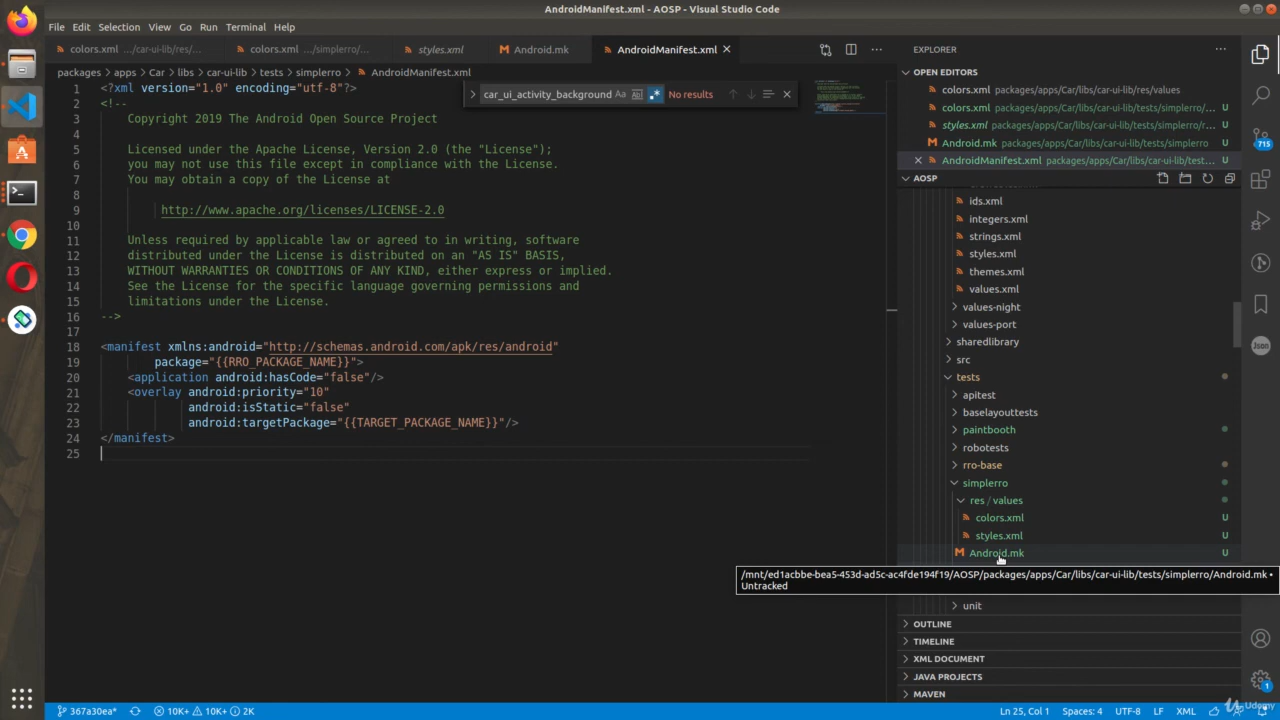 AndroidManifest.xml - AOSP - Visual Studio Code
File Edit Selection View Go Run Terminal Help
colors.xml .../car-ui-lib/res/...
colors.xml .../simplerro/...
styles.xml
Android.mk
AndroidManifest.xml
EXPLORER
packages > apps > Car > libs > car-ui-lib > tests > simplerro > AndroidManifest.xml
car_ui_activity_background
No results
1 <?xml version="1.0" encoding="utf-8"?>
2 <!--
3 Copyright 2019 The Android Open Source Project
4
5 Licensed under the Apache License, Version 2.0 (the "License");
6 you may not use this file except in compliance with the License.
7 You may obtain a copy of the License at
8
9 http://www.apache.org/licenses/LICENSE-2.0
10
11 Unless required by applicable law or agreed to in writing, software
12 distributed under the License is distributed on an "AS IS" BASIS,
13 WITHOUT WARRANTIES OR CONDITIONS OF ANY KIND, either express or implied.
14 See the License for the specific language governing permissions and
15 limitations under the License.
16 -->
17
18 <manifest xmlns:android="http://schemas.android.com/apk/res/android"
19 package="{{RRO_PACKAGE_NAME}}">
20 <application android:hasCode="false"/>
21 <overlay android:priority="10"
22 android:isStatic="false"
23 android:targetPackage="{{TARGET_PACKAGE_NAME}}"/>
24 </manifest>
25
OPEN EDITORS
colors.xml packages/apps/Car/libs/car-ui-lib/res/values
colors.xml packages/apps/Car/libs/car-ui-lib/tests/simplerro/... U
styles.xml packages/apps/Car/libs/car-ui-lib/tests/simplerro/r... U
Android.mk packages/apps/Car/libs/car-ui-lib/tests/simplerro U
AndroidManifest.xml packages/apps/Car/libs/car-ui-lib/test... U
AOSP
ids.xml
integers.xml
strings.xml
styles.xml
themes.xml
values.xml
values-night
values-port
sharedlibrary
src
tests
apitest
baselayouttests
paintbooth
robotests
rro-base
simplerro
res / values
colors.xml U
styles.xml U
Android.mk U
/mnt/ed1acbbe-bea5-453d-ad5c-ac4fde194f19/AOSP/packages/apps/Car/libs/car-ui-lib/tests/simplerro/Android.mk •
Untracked
unit
OUTLINE
TIMELINE
XML DOCUMENT
JAVA PROJECTS
MAVEN
715
Json
1
367a30ea* 10K+ 10K+ 2K
Ln 25, Col 1 Spaces: 4 UTF-8 LF XML
Udemy